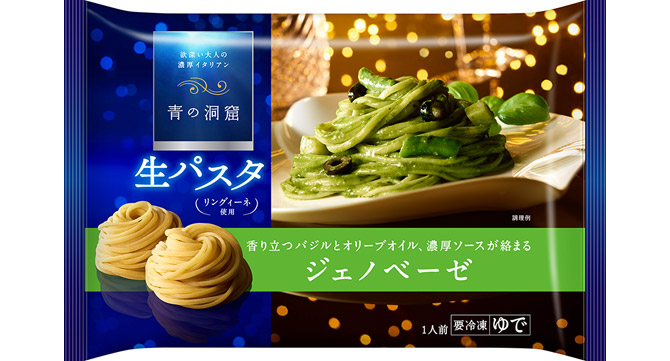 欲深い大人の
濃厚イタリアン
青の洞窟
生パスタ
リングイーネ
使用
調理例
香り立つバジルとオリーブオイル、濃厚ソースが絡まる
ジェノベーゼ
1人前 要冷凍 ゆで